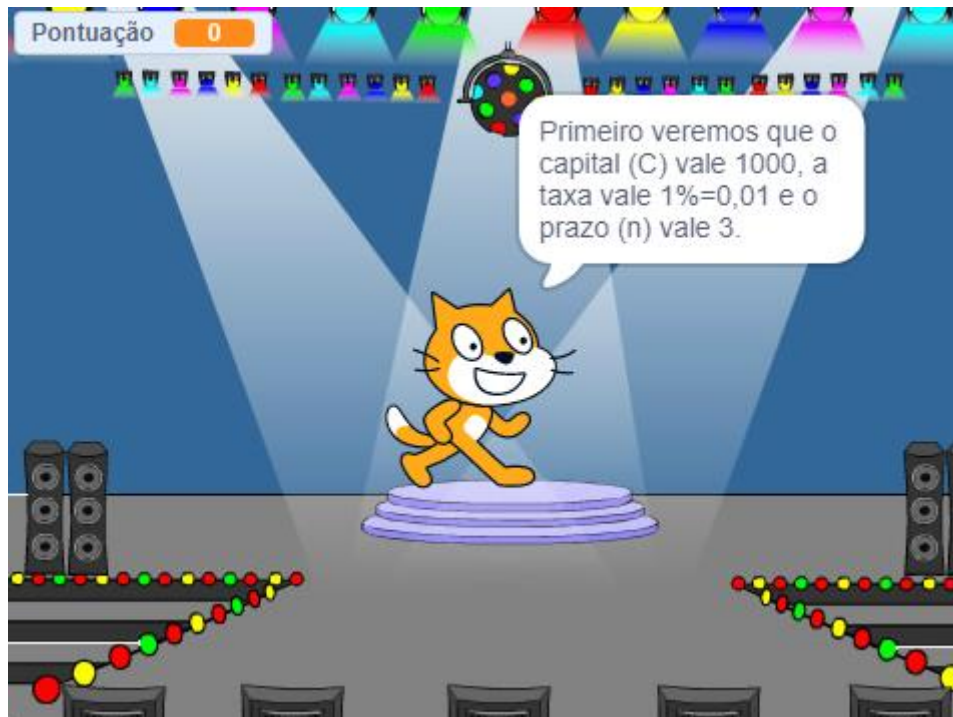 Pontuação 0
Primeiro veremos que o
capital (C) vale 1000, a
taxa vale 1%=0,01 e o
prazo (n) vale 3.